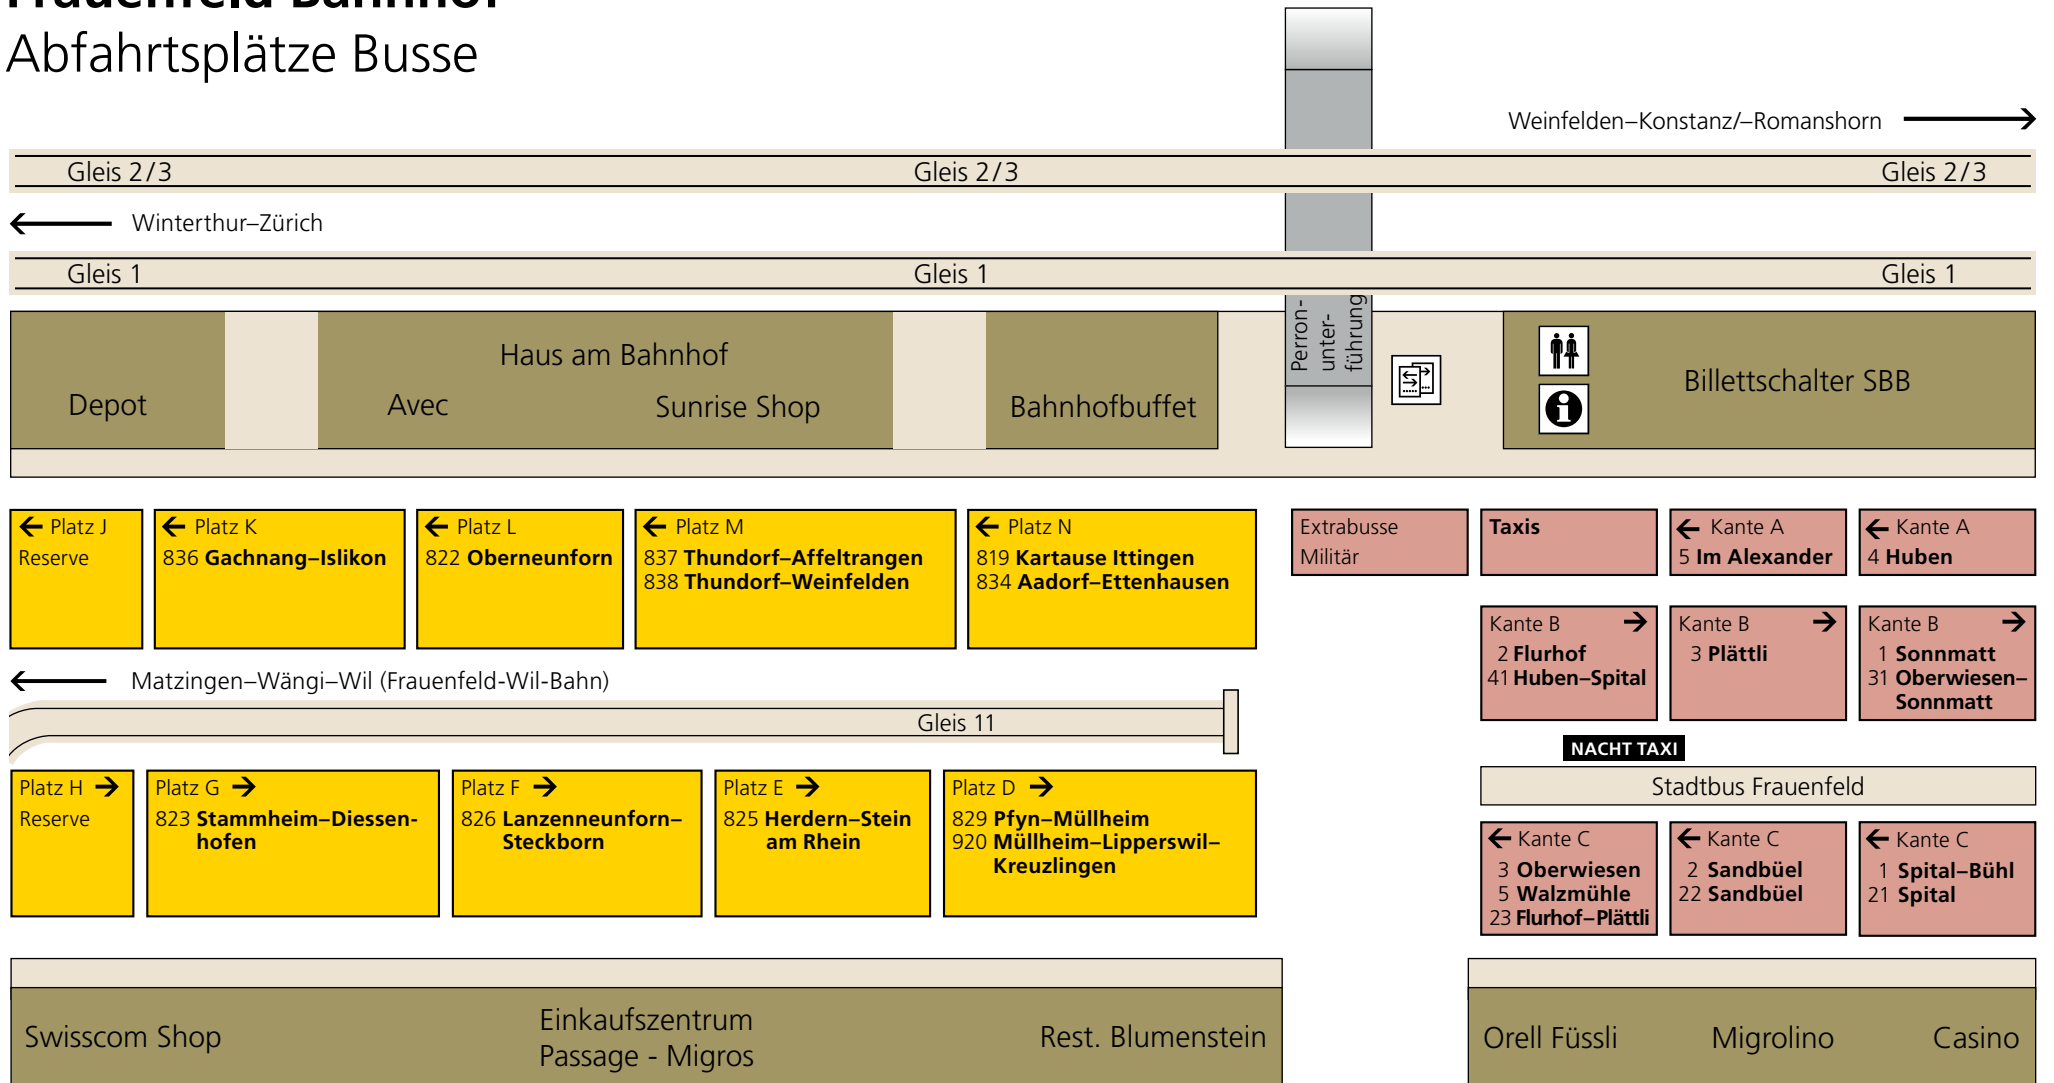 Frauenfeld Bahnhof
Abfahrtsplätze Busse
Weinfelden–Konstanz/–Romanshorn
Gleis 2/3
Gleis 2/3
Gleis 2/3
Winterthur–Zürich
Gleis 1
Gleis 1
Gleis 1
Perron-
unter-
führung
Haus am Bahnhof
Depot
Avec
Sunrise Shop
Bahnhofbuffet
Billettschalter SBB
Platz J
Reserve
Platz K
836 Gachnang–Islikon
Platz L
822 Oberneunforn
Platz M
837 Thundorf–Affeltrangen
838 Thundorf–Weinfelden
Platz N
819 Kartause Ittingen
834 Aadorf–Ettenhausen
Extrabusse
Militär
Taxis
Kante A
5 Im Alexander
Kante A
4 Huben
Kante B
2 Flurhof
41 Huben–Spital
Kante B
3 Plättli
Kante B
1 Sonnmatt
31 Oberwiesen–
Sonnmatt
Matzingen–Wängi–Wil (Frauenfeld-Wil-Bahn)
Gleis 11
NACHT TAXI
Stadtbus Frauenfeld
Platz H
Reserve
Platz G
823 Stammheim–Diessen-
hofen
Platz F
826 Lanzenneunforn–
Steckborn
Platz E
825 Herdern–Stein
am Rhein
Platz D
829 Pfyn–Müllheim
920 Müllheim–Lipperswil–
Kreuzlingen
Kante C
3 Oberwiesen
5 Walzmühle
23 Flurhof–Plättli
Kante C
2 Sandbüel
22 Sandbüel
Kante C
1 Spital–Bühl
21 Spital
Swisscom Shop
Einkaufszentrum
Passage - Migros
Rest. Blumenstein
Orell Füssli
Migrolino
Casino